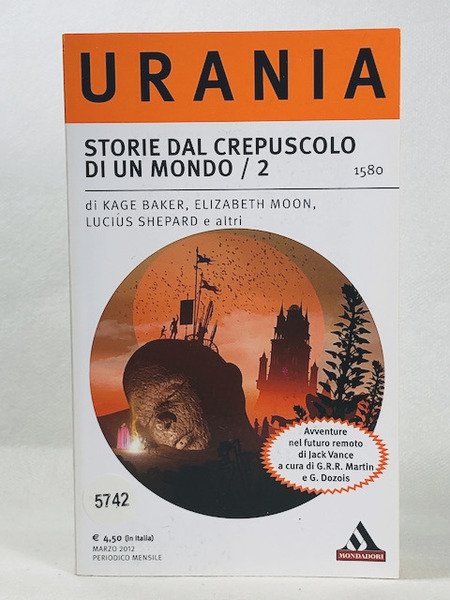 URANIA
STORIE DAL CREPUSCOLO
DI UN MONDO / 2
1580
di KAGE BAKER, ELIZABETH MOON,
LUCIUS SHEPARD e altri
Avventure
nel futuro remoto
di Jack Vance
a cura di G.R.R. Martin
e G. Dozois
5742
€ 4,50 (in Italia)
MARZO 2012
PERIODICO MENSILE
MONDADORI